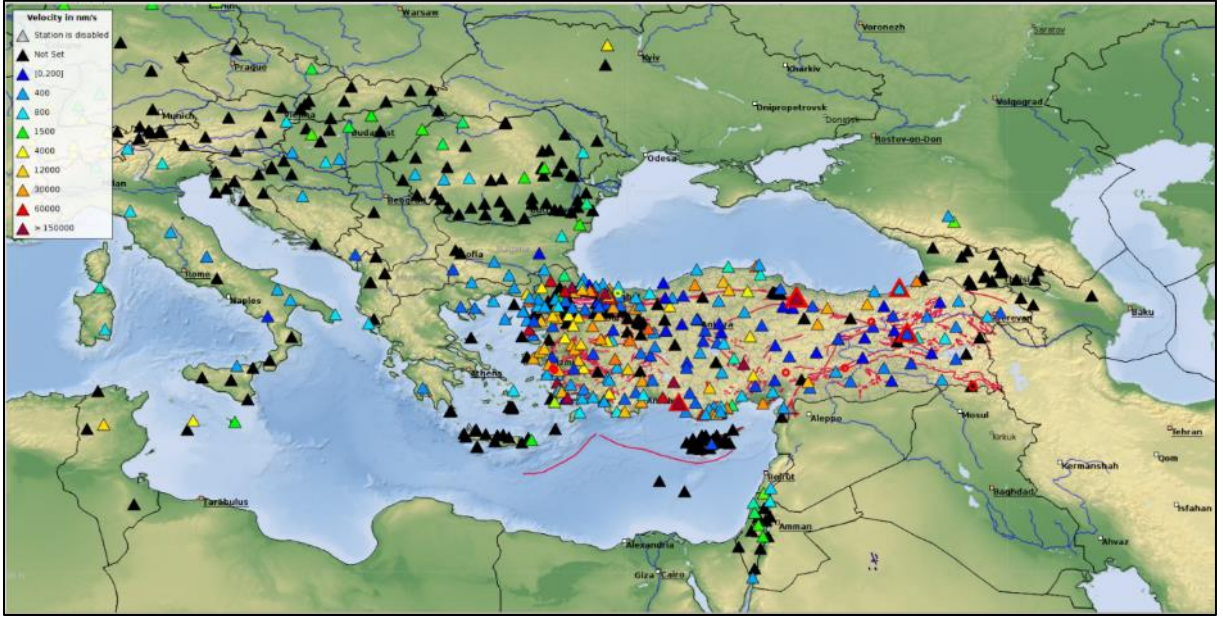 Velocity in nm/s
Station is disabled
Not Set
[0.200]
400
800
1500
4000
12000
30000
60000
> 150000
Warsaw
Voronezh
Saratov
Kyiv
Kharkiv
Prague
Volgograd
Dnipropetrovsk
Donetsk
Munich
Rostov-on-Don
Budapest
Odesa
Rome
Naples
Baku
Athens
Aleppo
Mosul
Kirkuk
Tehran
Qom
Kermanshah
Beirut
Baghdad
Isfahan
Tarabulus
Amman
Alexandria
Ahvaz
Giza
Cairo